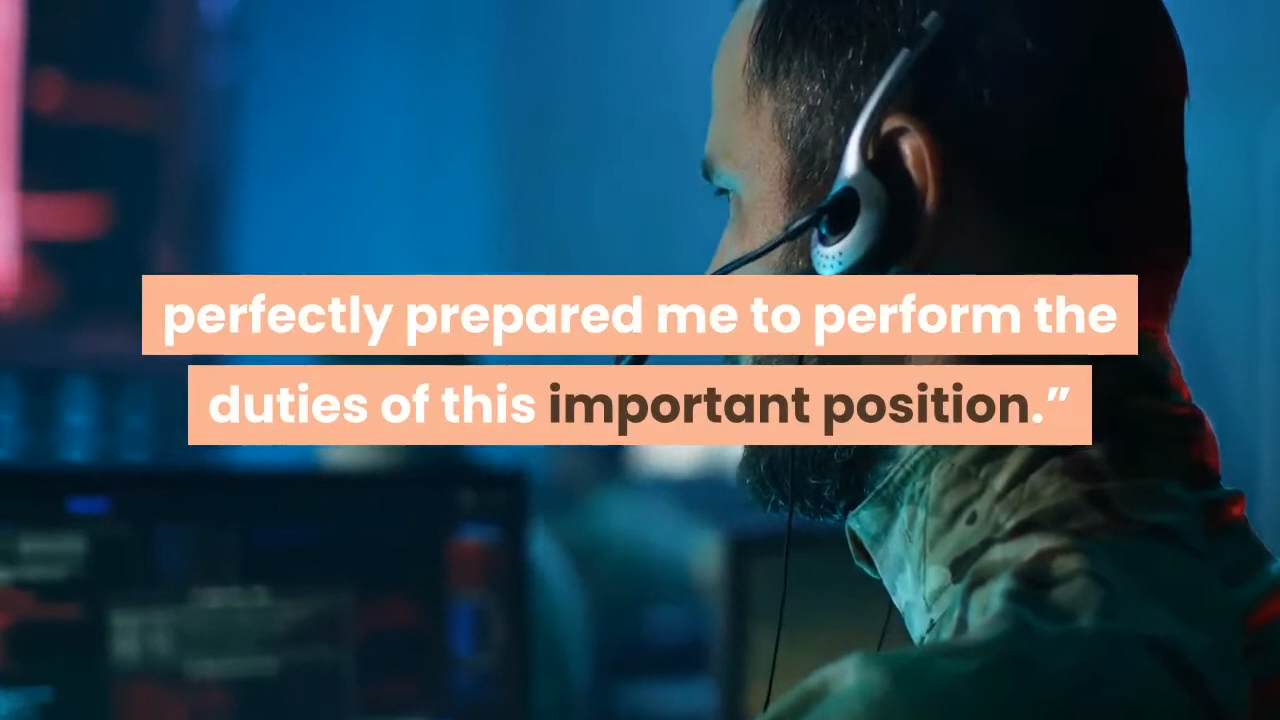 perfectly prepared me to perform the
duties of this important position.”